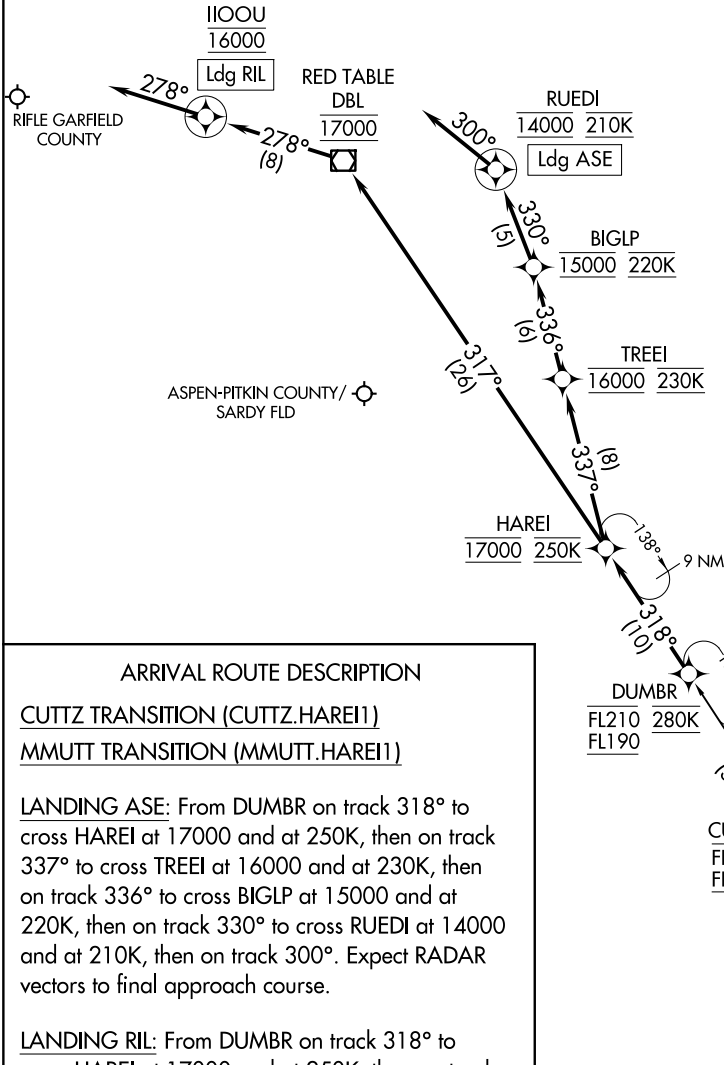 IIOOU
16000
Ldg RIL
278°
RIFLE GARFIELD
COUNTY
278°
(8)
RED TABLE
DBL
17000
300°
RUEDI
14000 210K
Ldg ASE
330°
(5)
BIGLP
15000 220K
336°
(6)
TREEI
16000 230K
317°
(26)
ASPEN-PITKIN COUNTY/
SARDY FLD
337°
(8)
HAREI
17000 250K
138°
9 NM
318°
(10)
DUMBR
FL210 280K
FL190
ARRIVAL ROUTE DESCRIPTION
CUTTZ TRANSITION (CUTTZ.HAREI1)
MMUTT TRANSITION (MMUTT.HAREI1)
LANDING ASE: From DUMBR on track 318° to
cross HAREI at 17000 and at 250K, then on track
337° to cross TREEI at 16000 and at 230K, then
on track 336° to cross BIGLP at 15000 and at
220K, then on track 330° to cross RUEDI at 14000
and at 210K, then on track 300°. Expect RADAR
vectors to final approach course.
LANDING RIL: From DUMBR on track 318° to